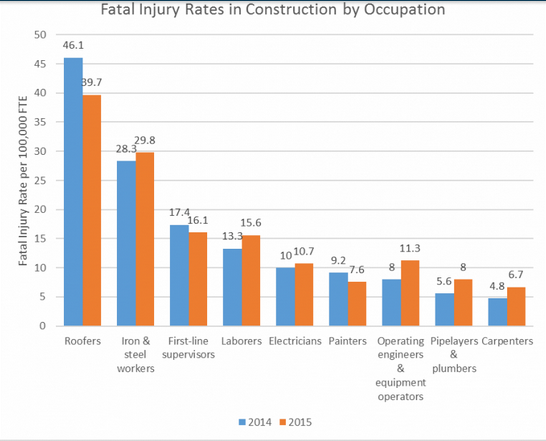 Fatal Injury Rates in Construction by Occupation
Fatal Injury Rate per 100,000 FTE
50
45
40
35
30
25
20
15
10
5
0
46.1
39.7
28.3
29.8
17.4
16.1
13.3
15.6
10
10.7
9.2
7.6
8
11.3
5.6
8
4.8
6.7
Roofers
Iron &
steel
workers
First-line
supervisors
Laborers
Electricians
Painters
Operating
engineers
&
equipment
operators
Pipelayers
&
plumbers
Carpenters
2014
2015